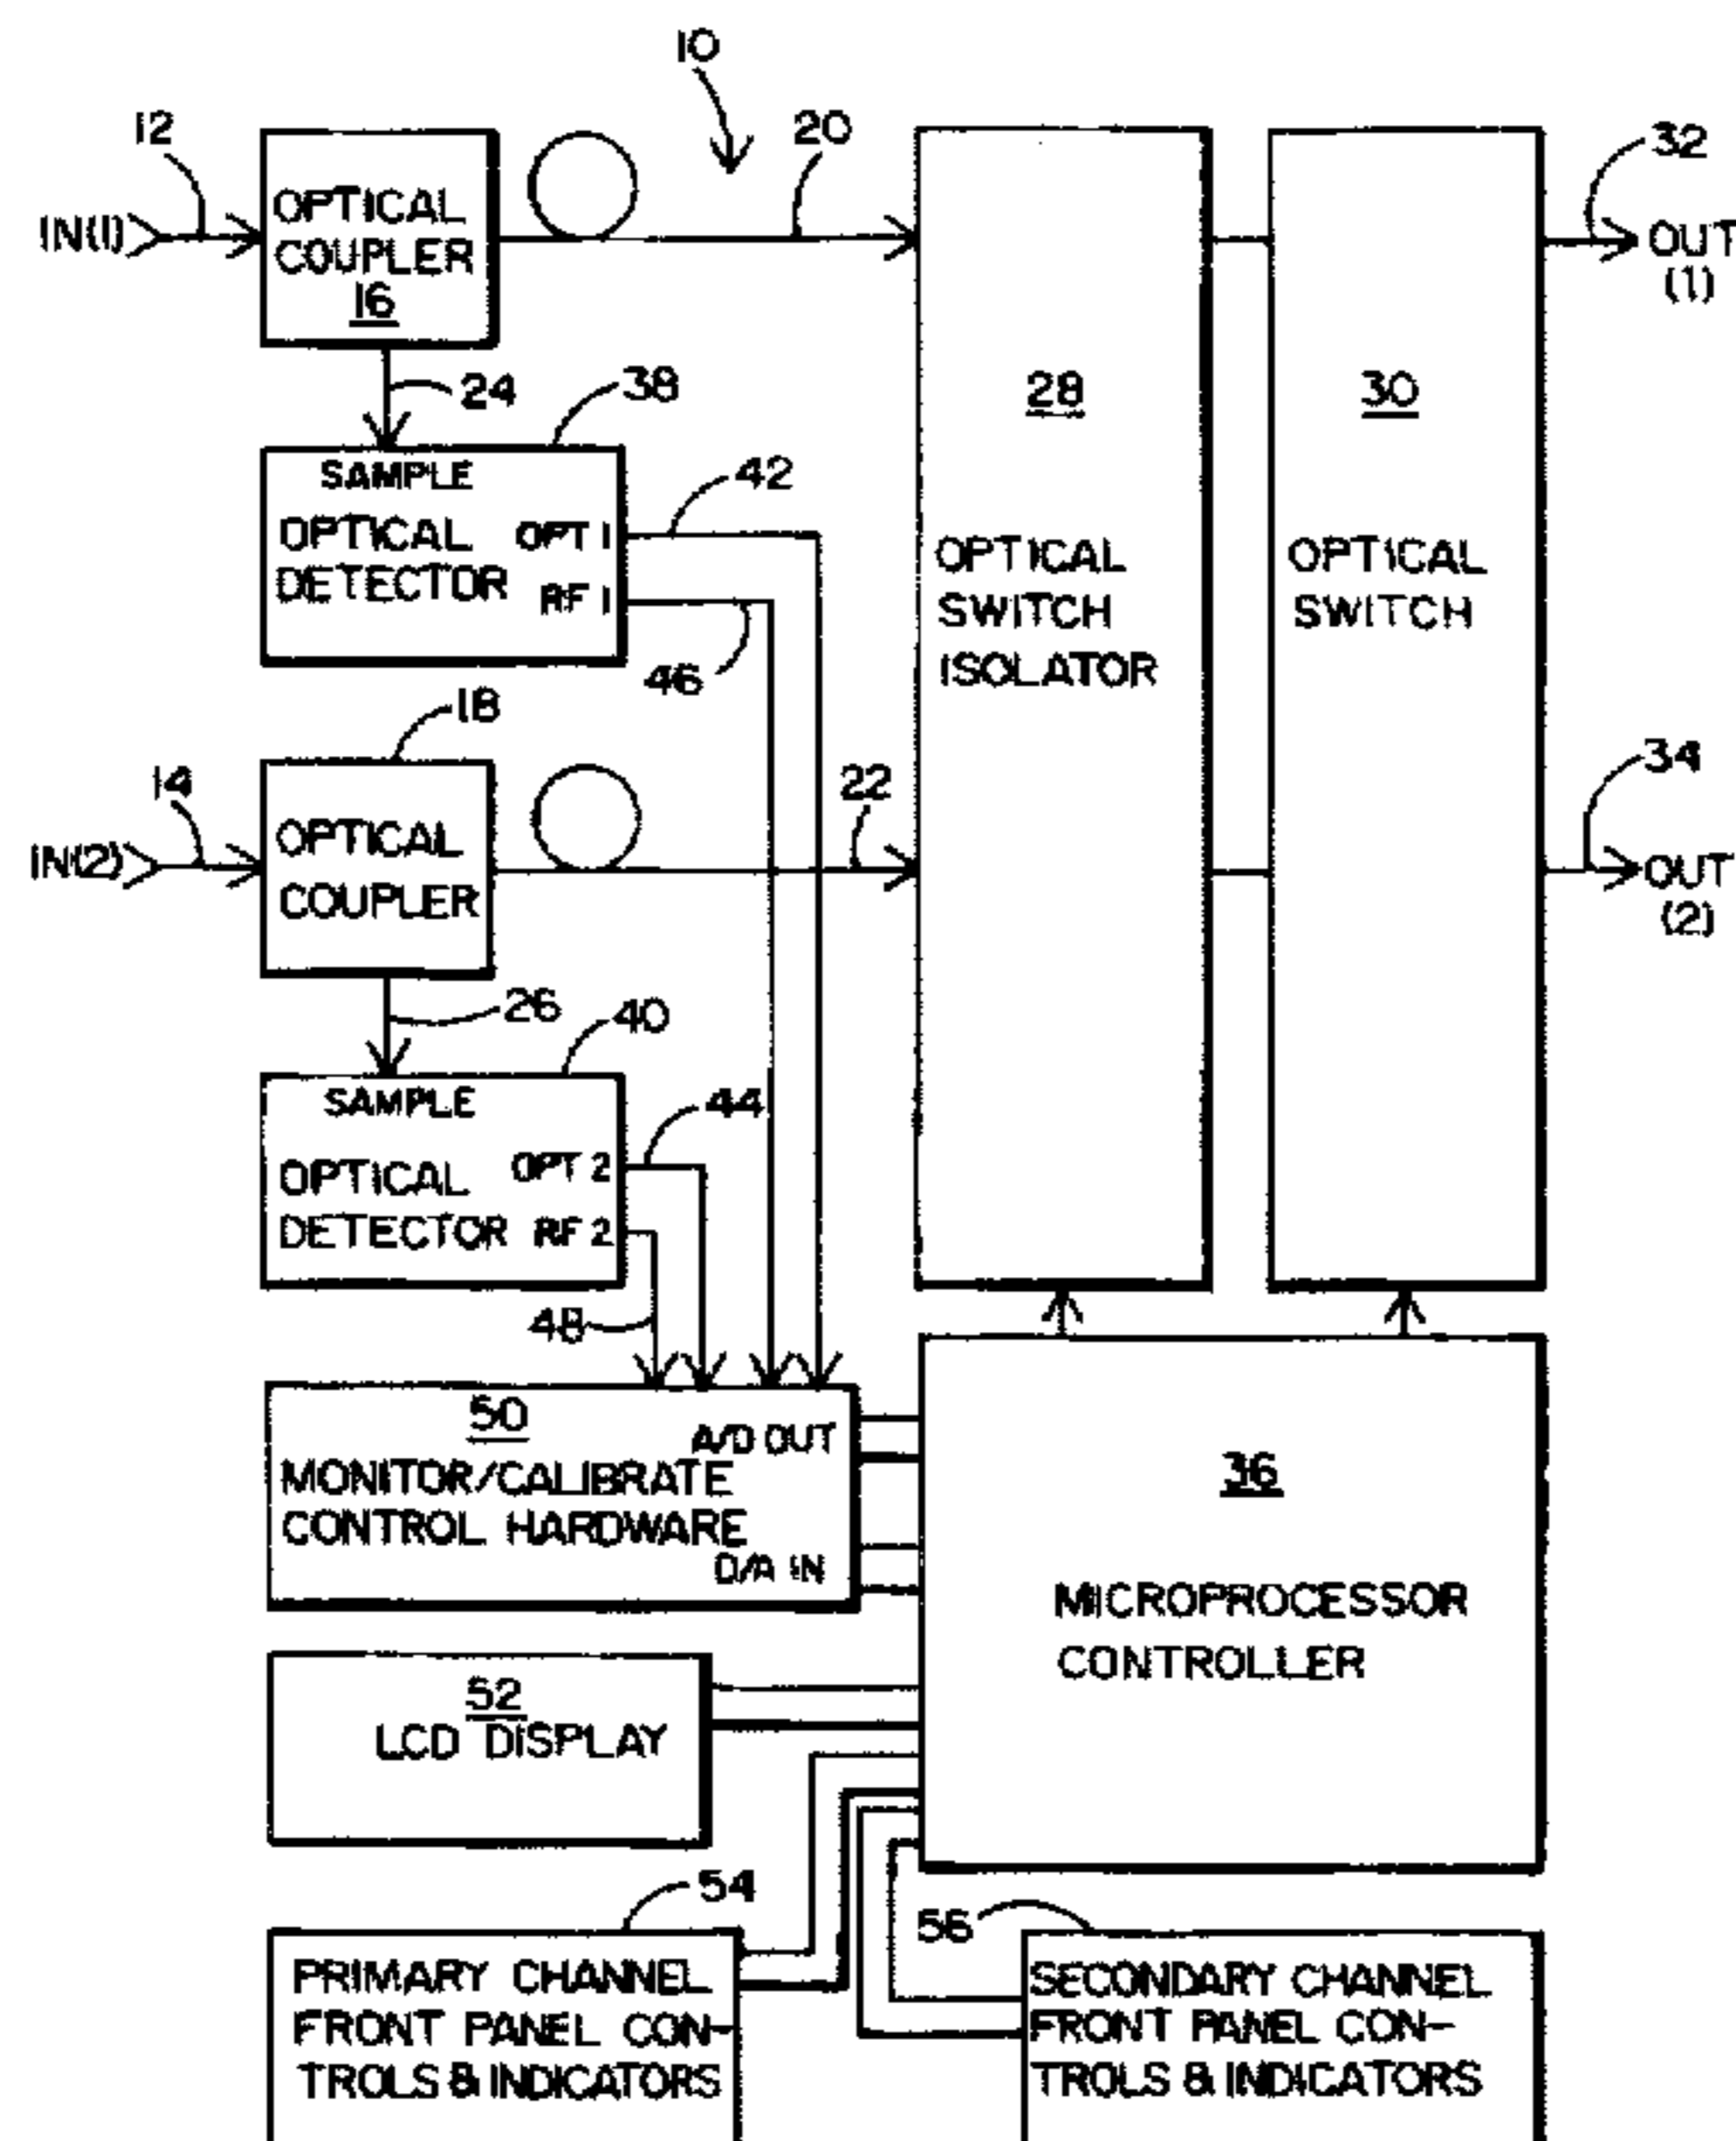 10
12
20
32
IN(1)
OPTICAL
COUPLER
16
OUT
(1)
24
38
28
30
SAMPLE
OPTICAL
DETECTOR
OPT 1
RF 1
42
46
OPTICAL
SWITCH
ISOLATOR
OPTICAL
SWITCH
18
14
22
34
IN(2)
OPTICAL
COUPLER
OUT
(2)
26
40
SAMPLE
OPTICAL
DETECTOR
OPT 2
RF 2
44
48
50
A/D OUT
MONITOR/CALIBRATE
CONTROL HARDWARE
D/A IN
36
MICROPROCESSOR
CONTROLLER
52
LCD DISPLAY
54
56
PRIMARY CHANNEL
FRONT PANEL CON-
TROLS & INDICATORS
SECONDARY CHANNEL
FRONT PANEL CON-
TROLS & INDICATORS